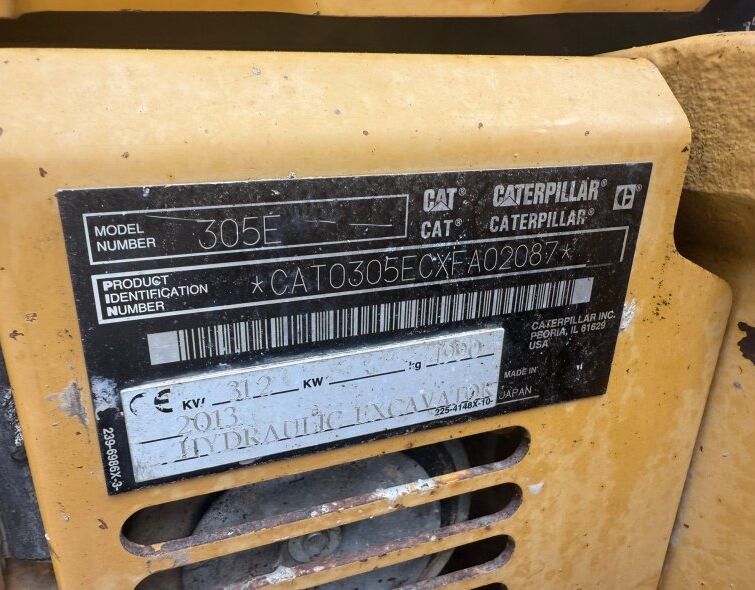 CAT® CATERPILLAR®
CAT® CATERPILLAR®
MODEL NUMBER 305E
PRODUCT IDENTIFICATION NUMBER *CAT0305ECXFA02087*
CATERPILLAR INC.
PEORIA, IL 61629
USA
MADE IN JAPAN
CE KW 31.2 KW kg
2013
HYDRAULIC EXCAVATOR
225-4148X-10-
239-6986X-3-